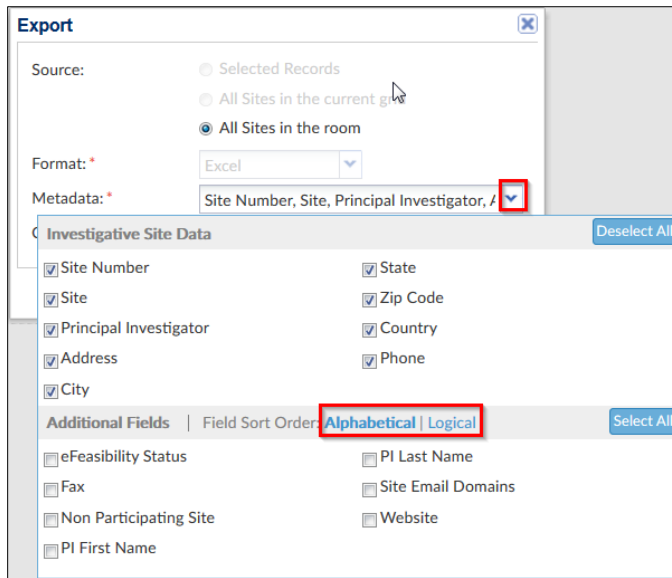 Export
Source:
Selected Records
All Sites in the current grid
All Sites in the room
Format: *
Excel
Metadata: *
Site Number, Site, Principal Investigator, A
Investigative Site Data
Deselect All
Site Number
State
Site
Zip Code
Principal Investigator
Country
Address
Phone
City
Additional Fields | Field Sort Order: Alphabetical | Logical
Select All
eFeasibility Status
PI Last Name
Fax
Site Email Domains
Non Participating Site
Website
PI First Name